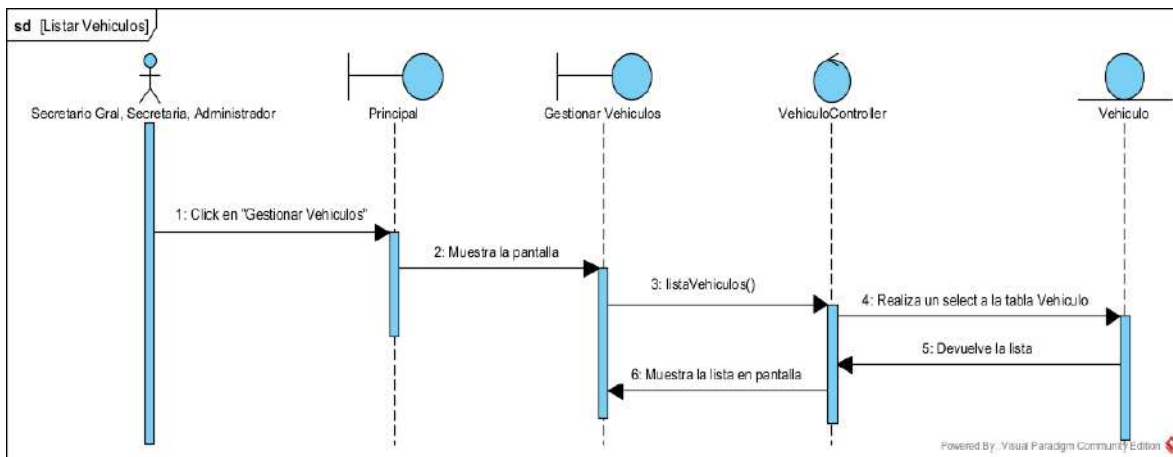 sd [Listar Vehiculos]
Secretario Gral, Secretaria, Administrador
Principal
Gestionar Vehiculos
VehiculoController
Vehiculo
1: Click en "Gestionar Vehiculos"
2: Muestra la pantalla
3: listaVehiculos()
4: Realiza un select a la tabla Vehiculo
5: Devuelve la lista
6: Muestra la lista en pantalla
Powered By Visual Paradigm Community Edition